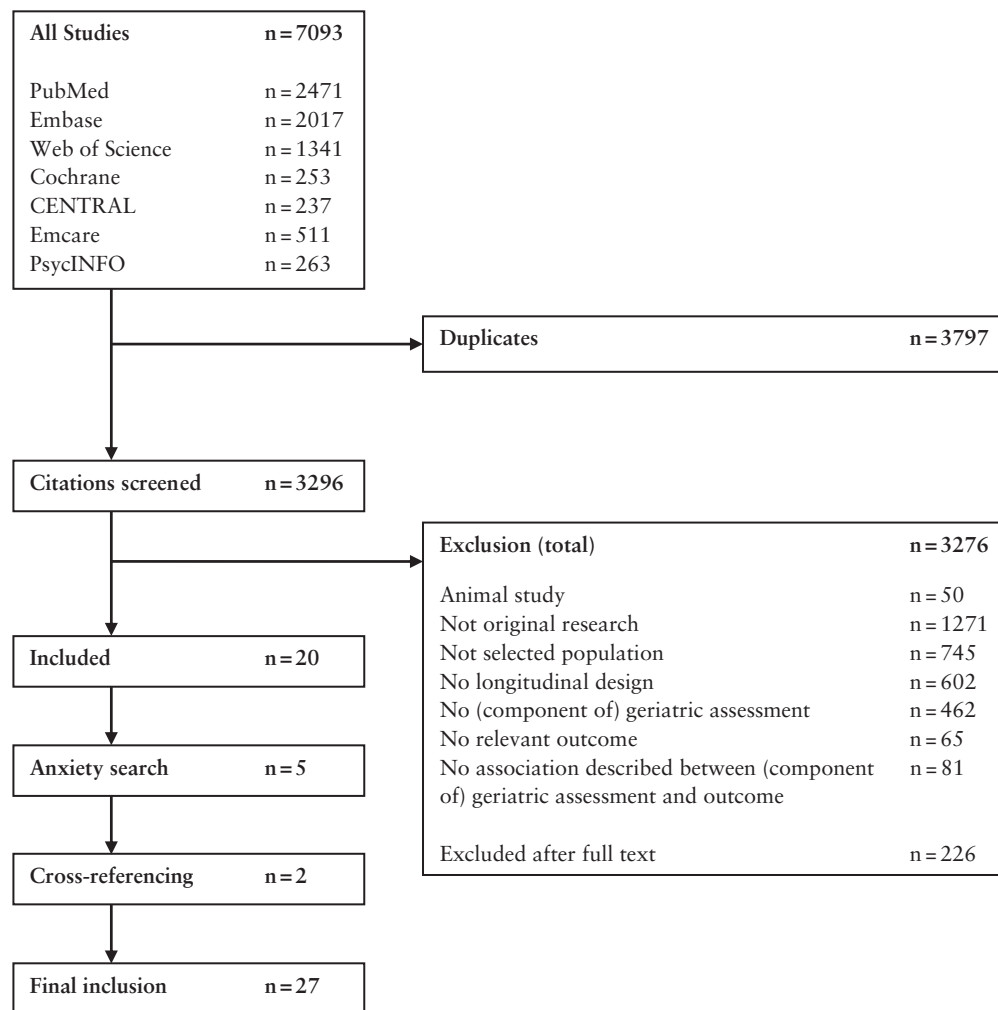 All Studies n=7093
PubMed n=2471
Embase n=2017
Web of Science n=1341
Cochrane n=253
CENTRAL n=237
Emcare n=511
PsycINFO n=263
Duplicates n=3797
Citations screened n=3296
Exclusion (total) n=3276
Animal study n=50
Not original research n=1271
Not selected population n=745
No longitudinal design n=602
No (component of) geriatric assessment n=462
No relevant outcome n=65
No association described between (component n=81
of) geriatric assessment and outcome
Excluded after full text n=226
Included n=20
Anxiety search n=5
Cross-referencing n=2
Final inclusion n=27